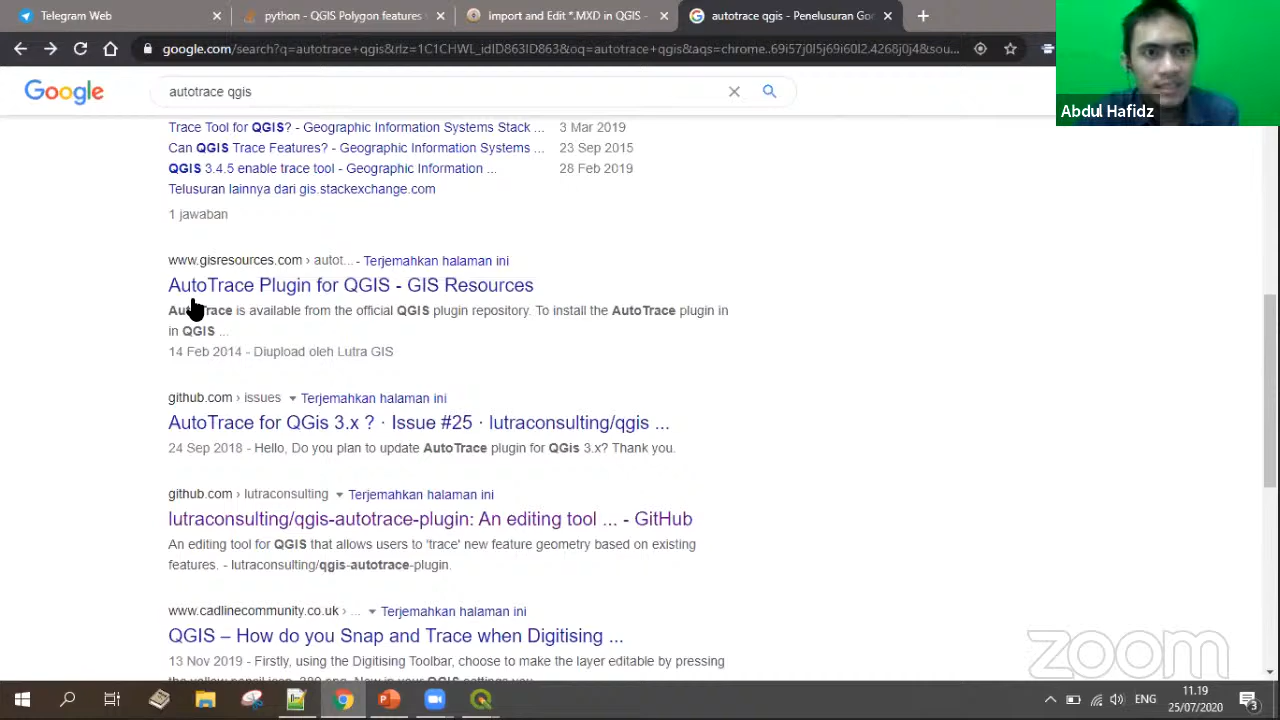 Telegram Web
python - QGIS Polygon features
Import and Edit *.MXD in QGIS -
autotrace qgis - Penelusuran Goo
google.com/search?q=autotrace+qgis&rlz=1C1CHWL_idID863ID863&oq=autotrace+qgis&aqs=chrome..69i57j0l5j69i60l2.4268j0j4&sou...
Abdul Hafidz
Google
autotrace qgis
Trace Tool for QGIS? - Geographic Information Systems Stack ... 3 Mar 2019
Can QGIS Trace Features? - Geographic Information Systems ... 23 Sep 2015
QGIS 3.4.5 enable trace tool - Geographic Information ... 28 Feb 2019
Telusuran lainnya dari gis.stackexchange.com
1 jawaban
www.gisresources.com › autot... - Terjemahkan halaman ini
AutoTrace Plugin for QGIS - GIS Resources
AutoTrace is available from the official QGIS plugin repository. To install the AutoTrace plugin in
in QGIS ...
14 Feb 2014 - Diupload oleh Lutra GIS
github.com › issues Terjemahkan halaman ini
AutoTrace for QGis 3.x ? · Issue #25 · lutraconsulting/qgis ...
24 Sep 2018 - Hello, Do you plan to update AutoTrace plugin for QGis 3.x? Thank you.
github.com › lutraconsulting Terjemahkan halaman ini
lutraconsulting/qgis-autotrace-plugin: An editing tool ... - GitHub
An editing tool for QGIS that allows users to 'trace' new feature geometry based on existing
features. - lutraconsulting/qgis-autotrace-plugin.
www.cadlinecommunity.co.uk › ... Terjemahkan halaman ini
QGIS – How do you Snap and Trace when Digitising ...
13 Nov 2019 - Firstly, using the Digitising Toolbar, choose to make the layer editable by pressing
zoom
ENG
11.19
25/07/2020
3